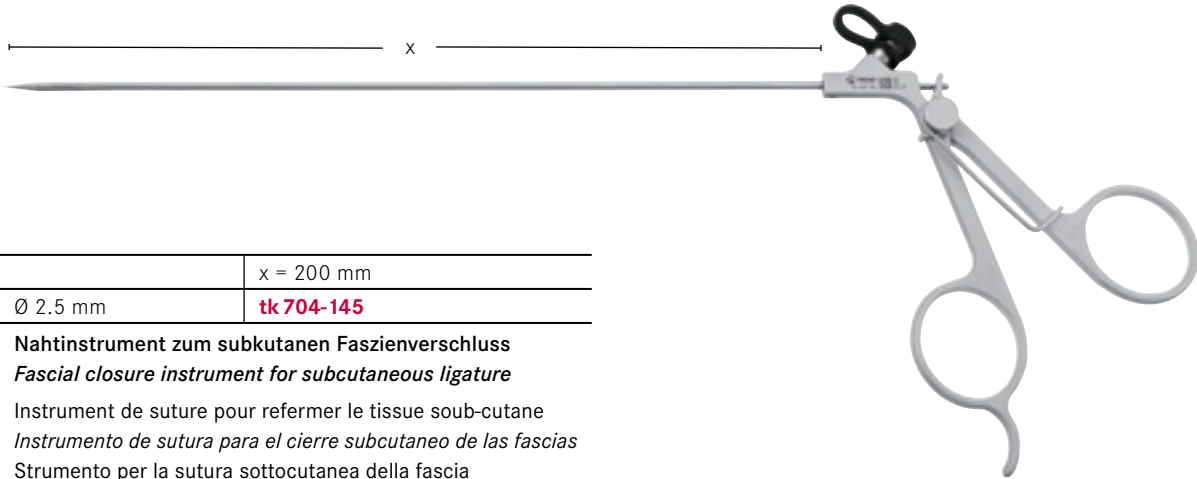 x
x = 200 mm
Ø 2.5 mm tk 704-145
Nahtinstrument zum subkutanen Faszienverschluss
Fascial closure instrument for subcutaneous ligature
Instrument de suture pour refermer le tissue soub-cutane
Instrumento de sutura para el cierre subcutaneo de las fascias
Strumento per la sutura sottocutanea della fascia